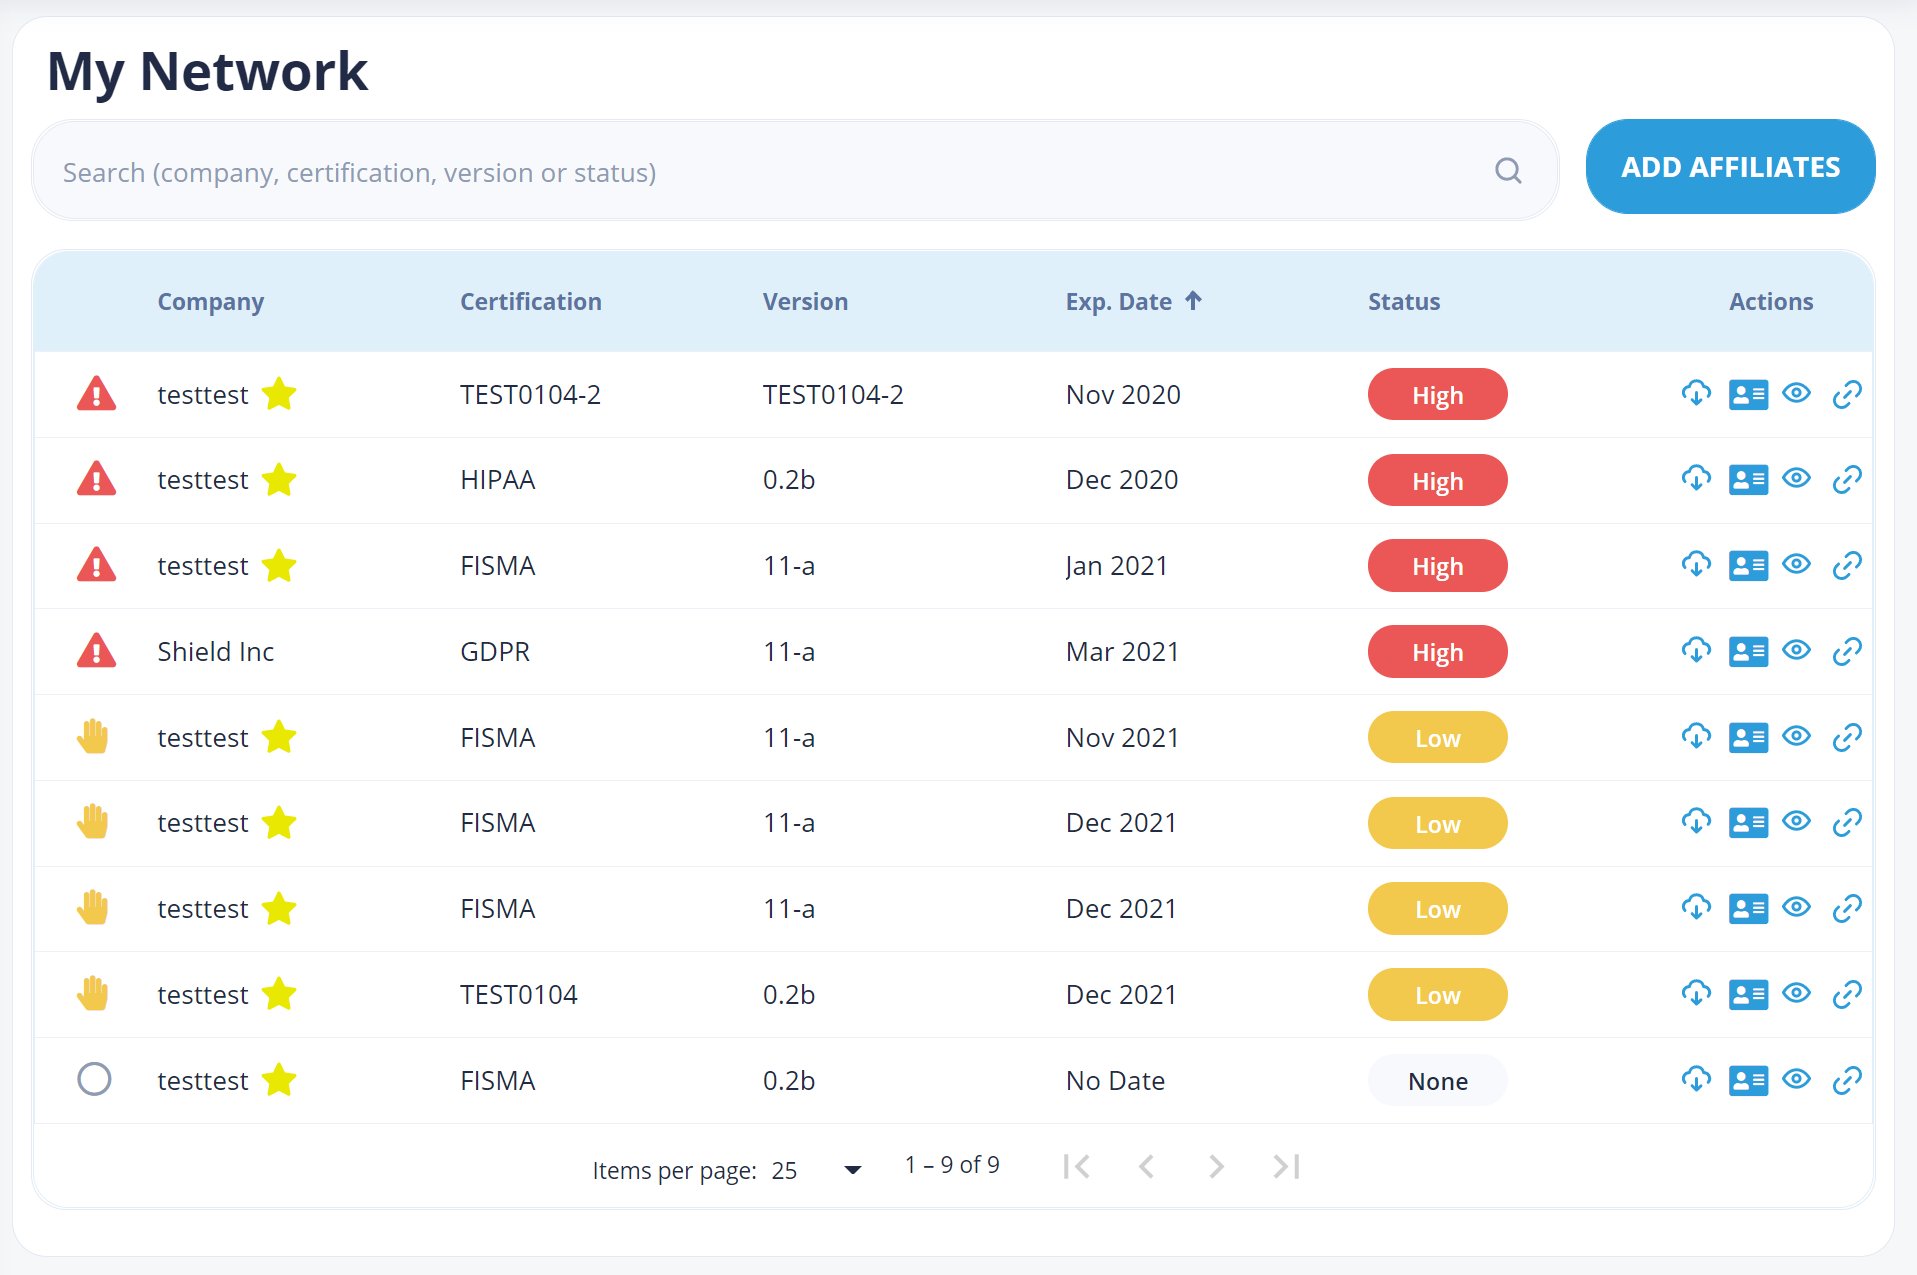 My Network
Search (company, certification, version or status)
ADD AFFILIATES
Company Certification Version Exp. Date Status Actions
testtest TEST0104-2 TEST0104-2 Nov 2020 High
testtest HIPAA 0.2b Dec 2020 High
testtest FISMA 11-a Jan 2021 High
Shield Inc GDPR 11-a Mar 2021 High
testtest FISMA 11-a Nov 2021 Low
testtest FISMA 11-a Dec 2021 Low
testtest FISMA 11-a Dec 2021 Low
testtest TEST0104 0.2b Dec 2021 Low
testtest FISMA 0.2b No Date None
Items per page: 25 1 – 9 of 9